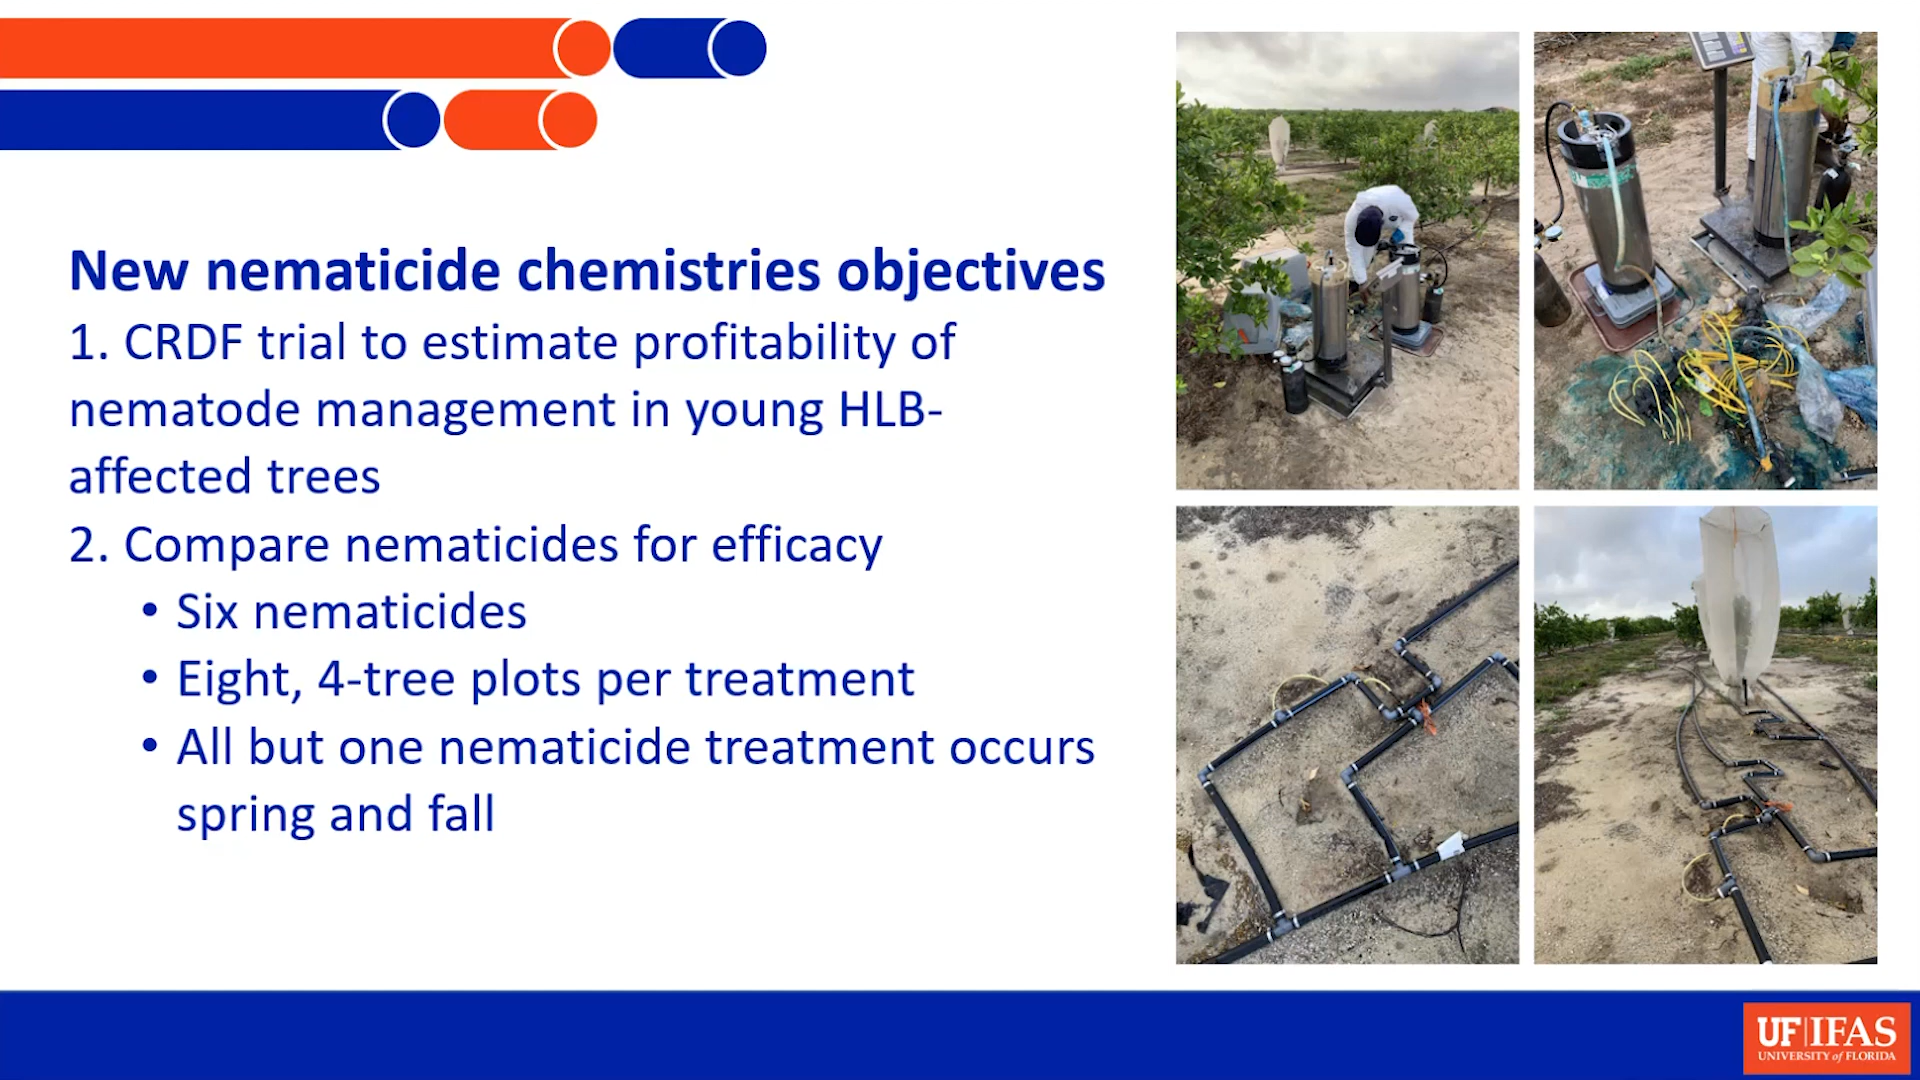 New nematicide chemistries objectives
1. CRDF trial to estimate profitability of
nematode management in young HLB-
affected trees
2. Compare nematicides for efficacy
• Six nematicides
• Eight, 4-tree plots per treatment
• All but one nematicide treatment occurs
spring and fall
UF|IFAS
UNIVERSITY of FLORIDA